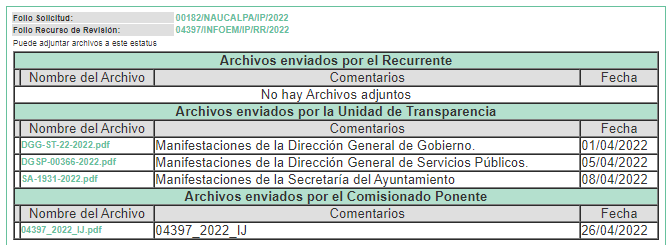 Folio Solicitud: 00182/NAUCALPA/IP/2022
Folio Recurso de Revisión: 04397/INFOEM/IP/RR/2022
Puede adjuntar archivos a este estatus
Archivos enviados por el Recurrente
Nombre del Archivo Comentarios Fecha
No hay Archivos adjuntos
Archivos enviados por la Unidad de Transparencia
Nombre del Archivo Comentarios Fecha
DGG-ST-22-2022.pdf Manifestaciones de la Dirección General de Gobierno. 01/04/2022
DGSP-00366-2022.pdf Manifestaciones de la Dirección General de Servicios Públicos. 05/04/2022
SA-1931-2022.pdf Manifestaciones de la Secretaría del Ayuntamiento 08/04/2022
Archivos enviados por el Comisionado Ponente
Nombre del Archivo Comentarios Fecha
04397_2022_IJ.pdf 04397_2022_IJ 26/04/2022